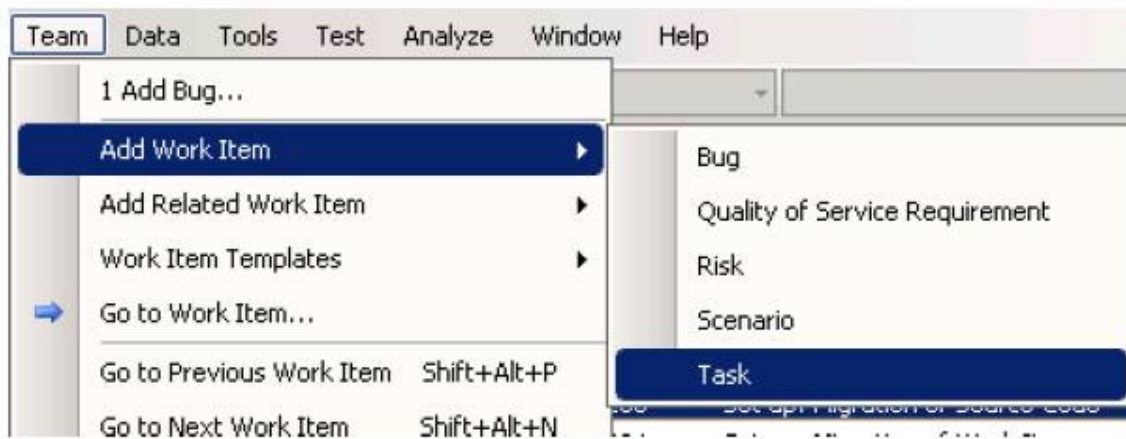 Team Data Tools Test Analyze Window Help
1 Add Bug...
Add Work Item
Add Related Work Item
Work Item Templates
Go to Work Item...
Go to Previous Work Item Shift+Alt+P
Go to Next Work Item Shift+Alt+N
Bug
Quality of Service Requirement
Risk
Scenario
Task